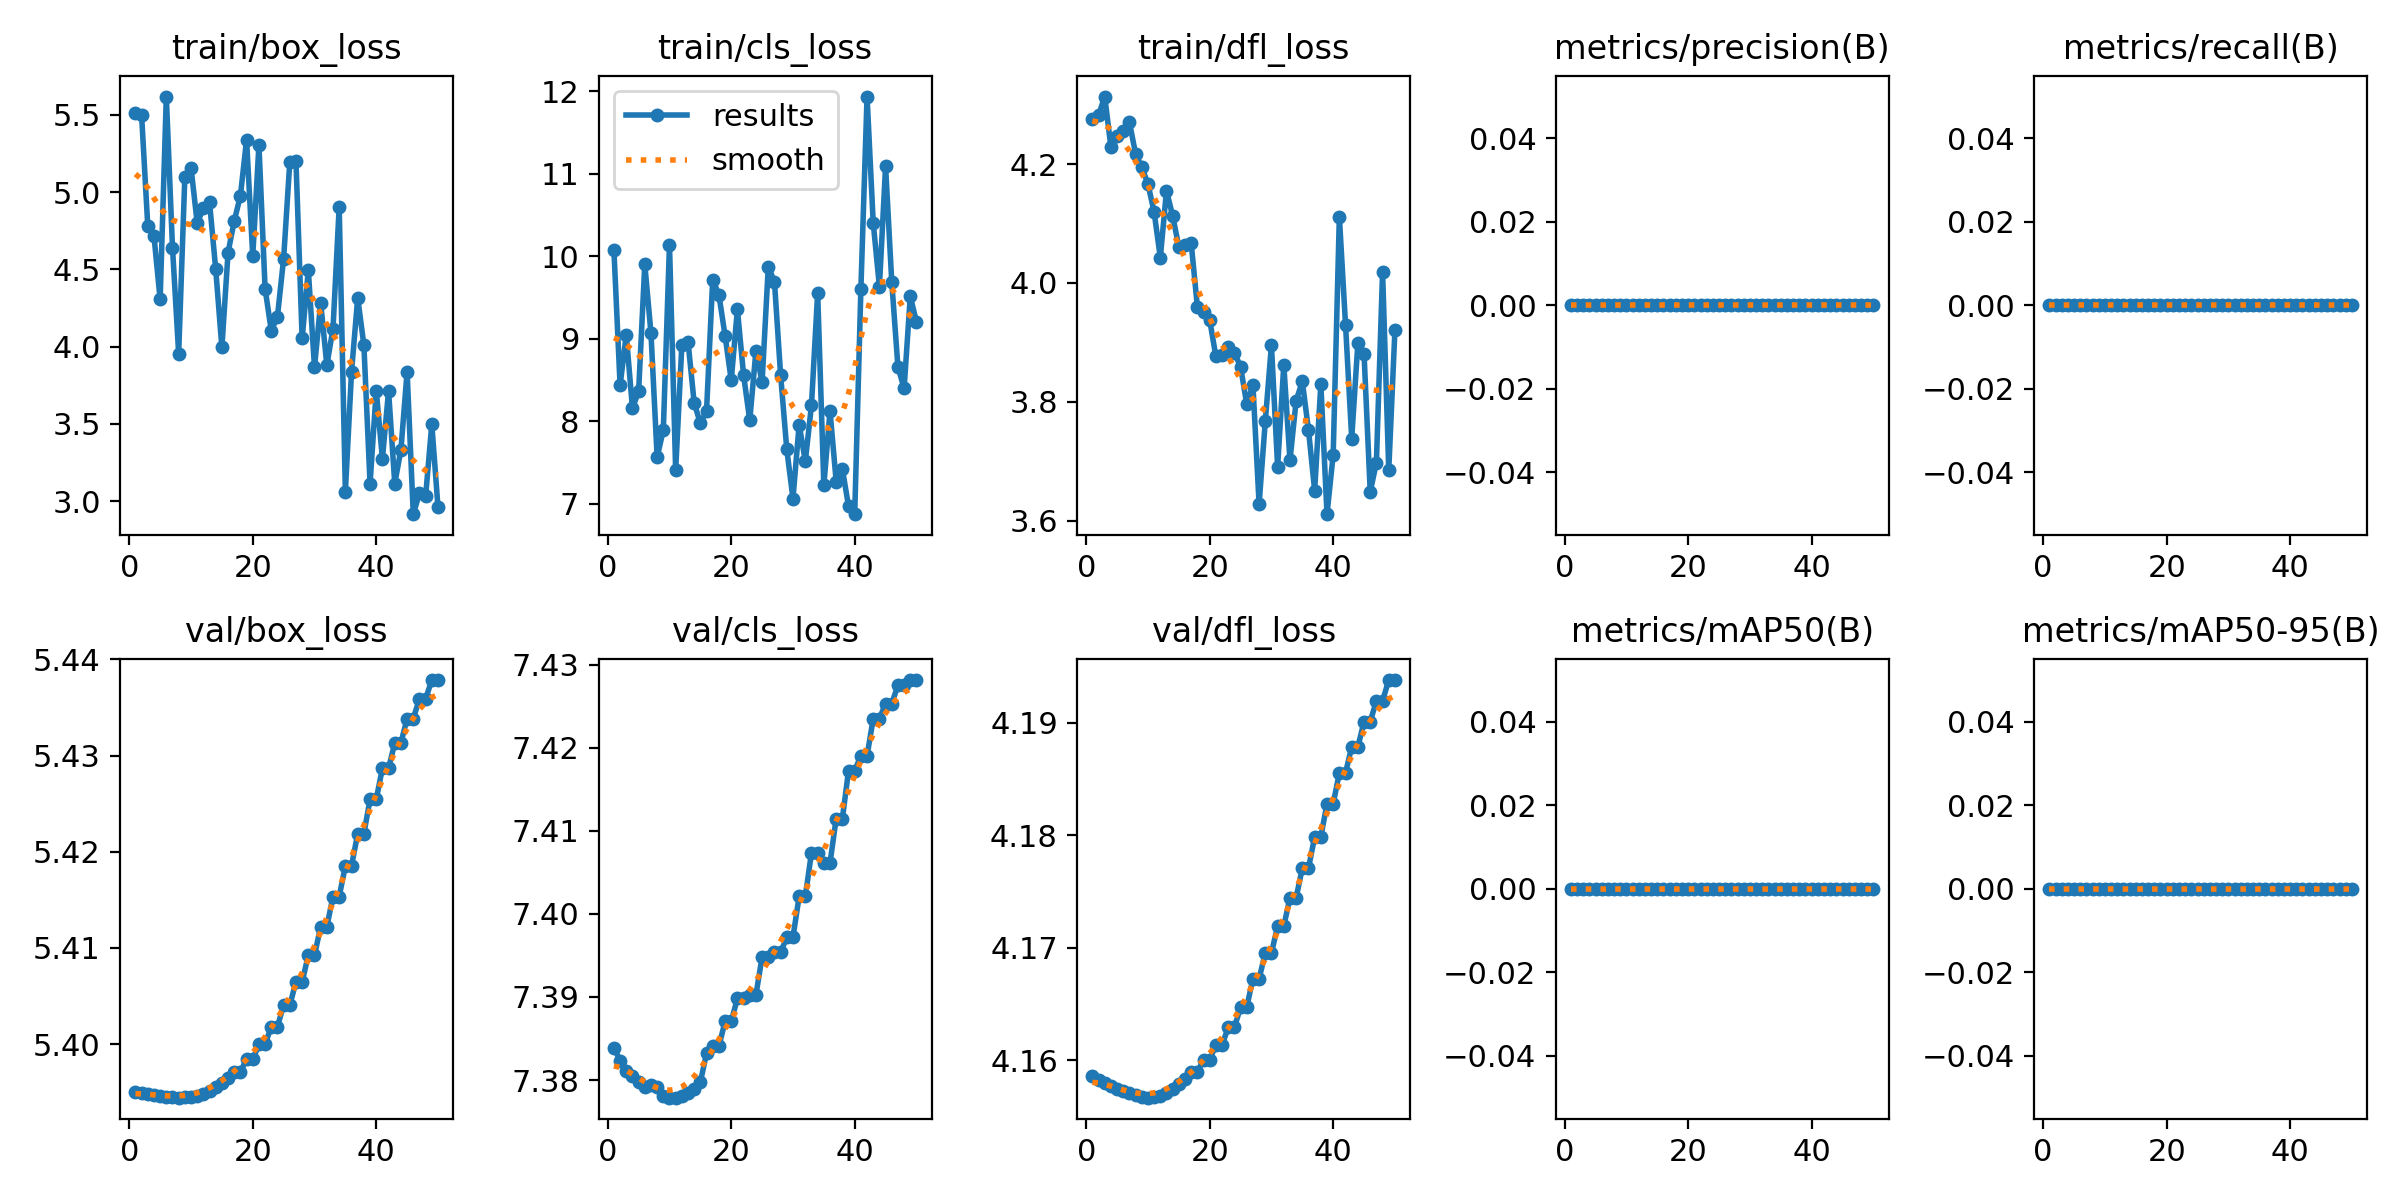 train/box_loss
5.5
5.0
4.5
4.0
3.5
3.0
0 20 40
train/cls_loss
results
smooth
12
11
10
9
8
7
0 20 40
train/dfl_loss
4.2
4.0
3.8
3.6
0 20 40
metrics/precision(B)
0.04
0.02
0.00
−0.02
−0.04
0 20 40
metrics/recall(B)
0.04
0.02
0.00
−0.02
−0.04
0 20 40
val/box_loss
5.44
5.43
5.42
5.41
5.40
0 20 40
val/cls_loss
7.43
7.42
7.41
7.40
7.39
7.38
0 20 40
val/dfl_loss
4.19
4.18
4.17
4.16
0 20 40
metrics/mAP50(B)
0.04
0.02
0.00
−0.02
−0.04
0 20 40
metrics/mAP50-95(B)
0.04
0.02
0.00
−0.02
−0.04
0 20 40